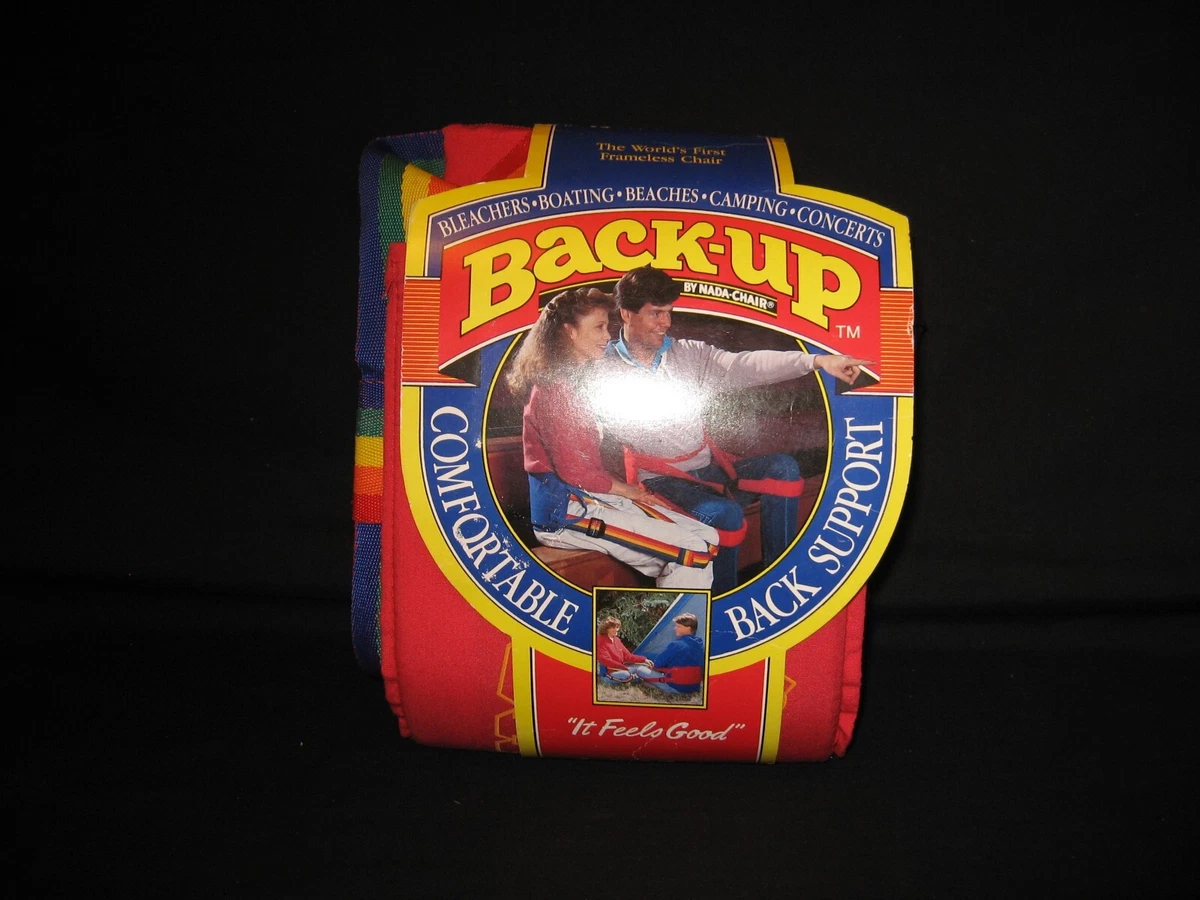 The World's First
Frameless Chair
BLEACHERS • BOATING • BEACHES • CAMPING • CONCERTS
BACK-UP
BY NADA-CHAIR®
TM
COMFORTABLE
BACK SUPPORT
"It Feels Good"